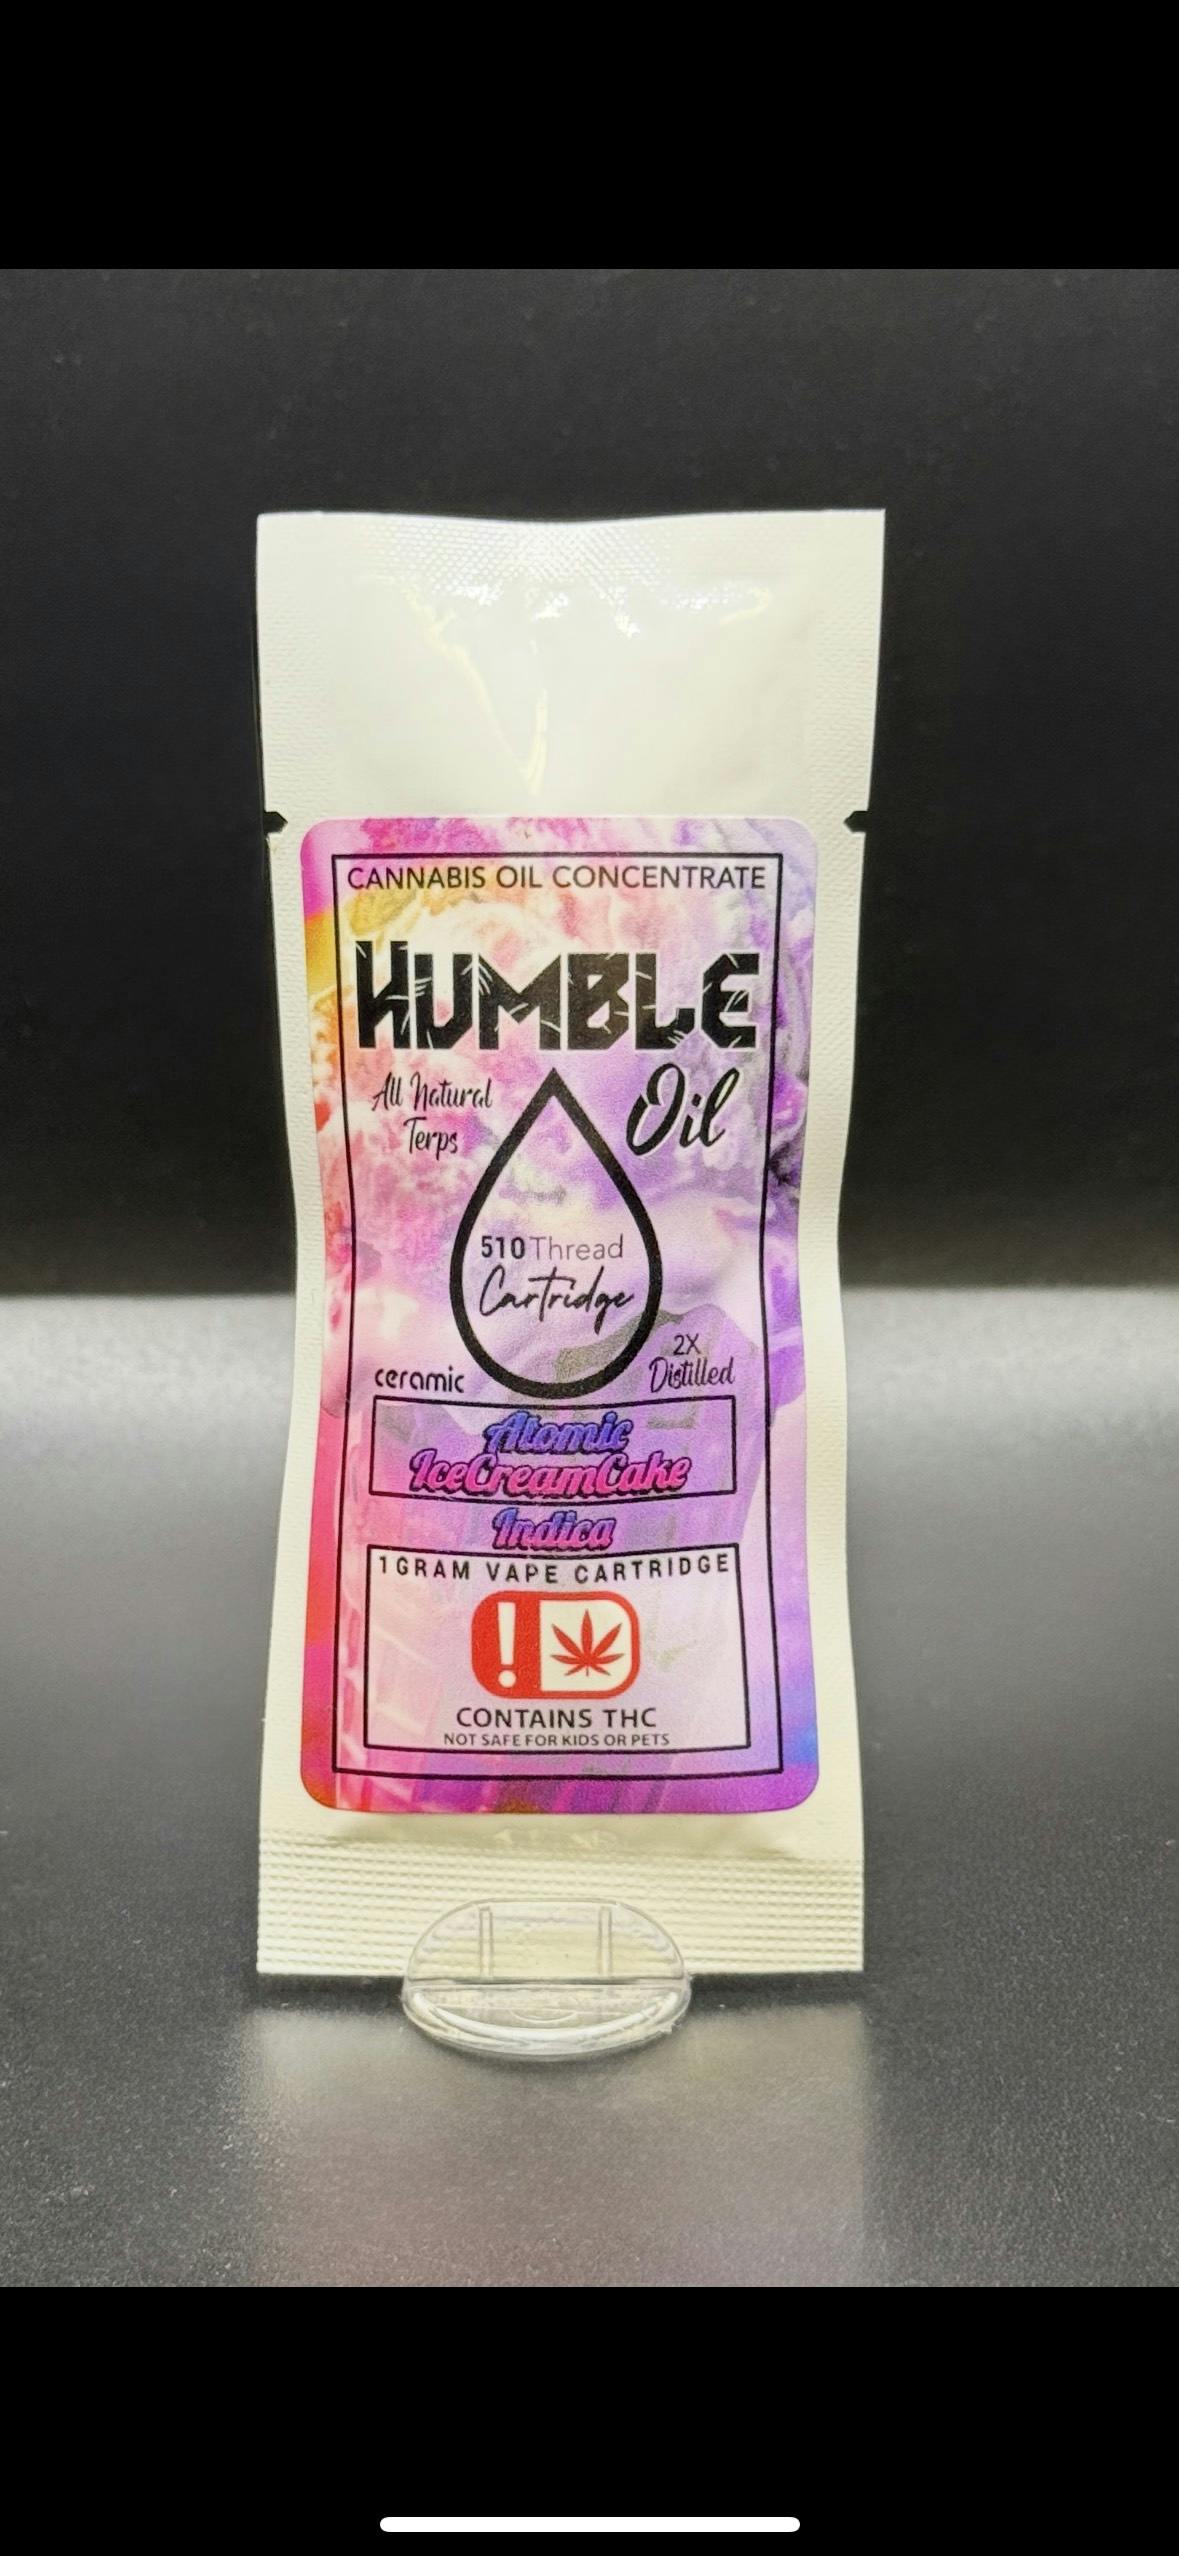 CANNABIS OIL CONCENTRATE
HUMBLE
Oil
All Natural
Terps
510 Thread
Cartridge
ceramic
2X
Distilled
Atomic
IceCreamCake
Indica
1 GRAM VAPE CARTRIDGE
!
CONTAINS THC
NOT SAFE FOR KIDS OR PETS